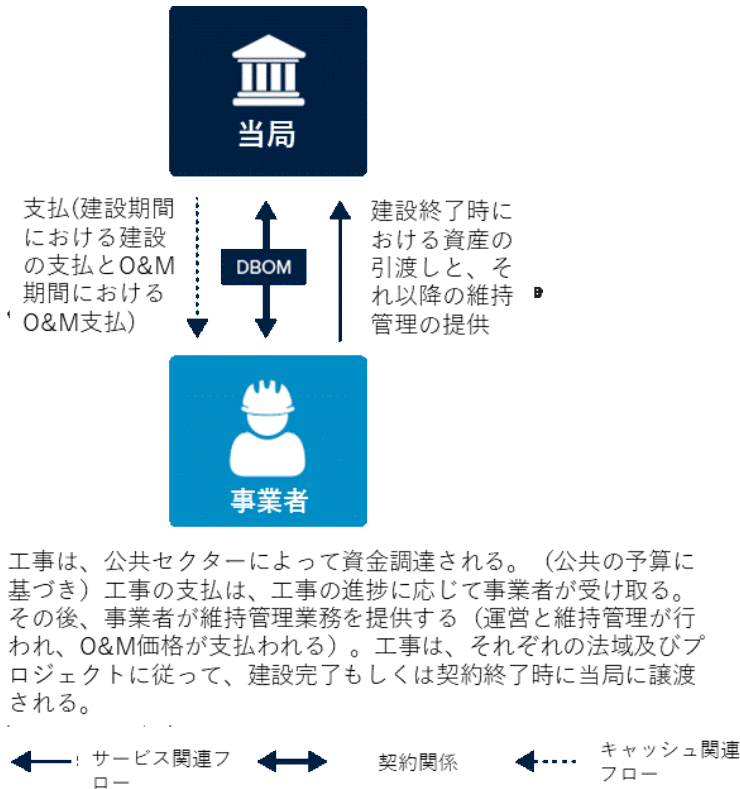 当局
支払(建設期間
における建設
の支払とO&M
期間における
O&M支払)
DBOM
建設終了時に
おける資産の
引渡しと、そ
れ以降の維持
管理の提供
事業者
工事は、公共セクターによって資金調達される。（公共の予算に
基づき）工事の支払は、工事の進捗に応じて事業者が受け取る。
その後、事業者が維持管理業務を提供する（運営と維持管理が行
われ、O&M価格が支払われる）。工事は、それぞれの法域及びプ
ロジェクトに従って、建設完了もしくは契約終了時に当局に譲渡
される。
サービス関連フ
ロー
契約関係
キャッシュ関連
フロー